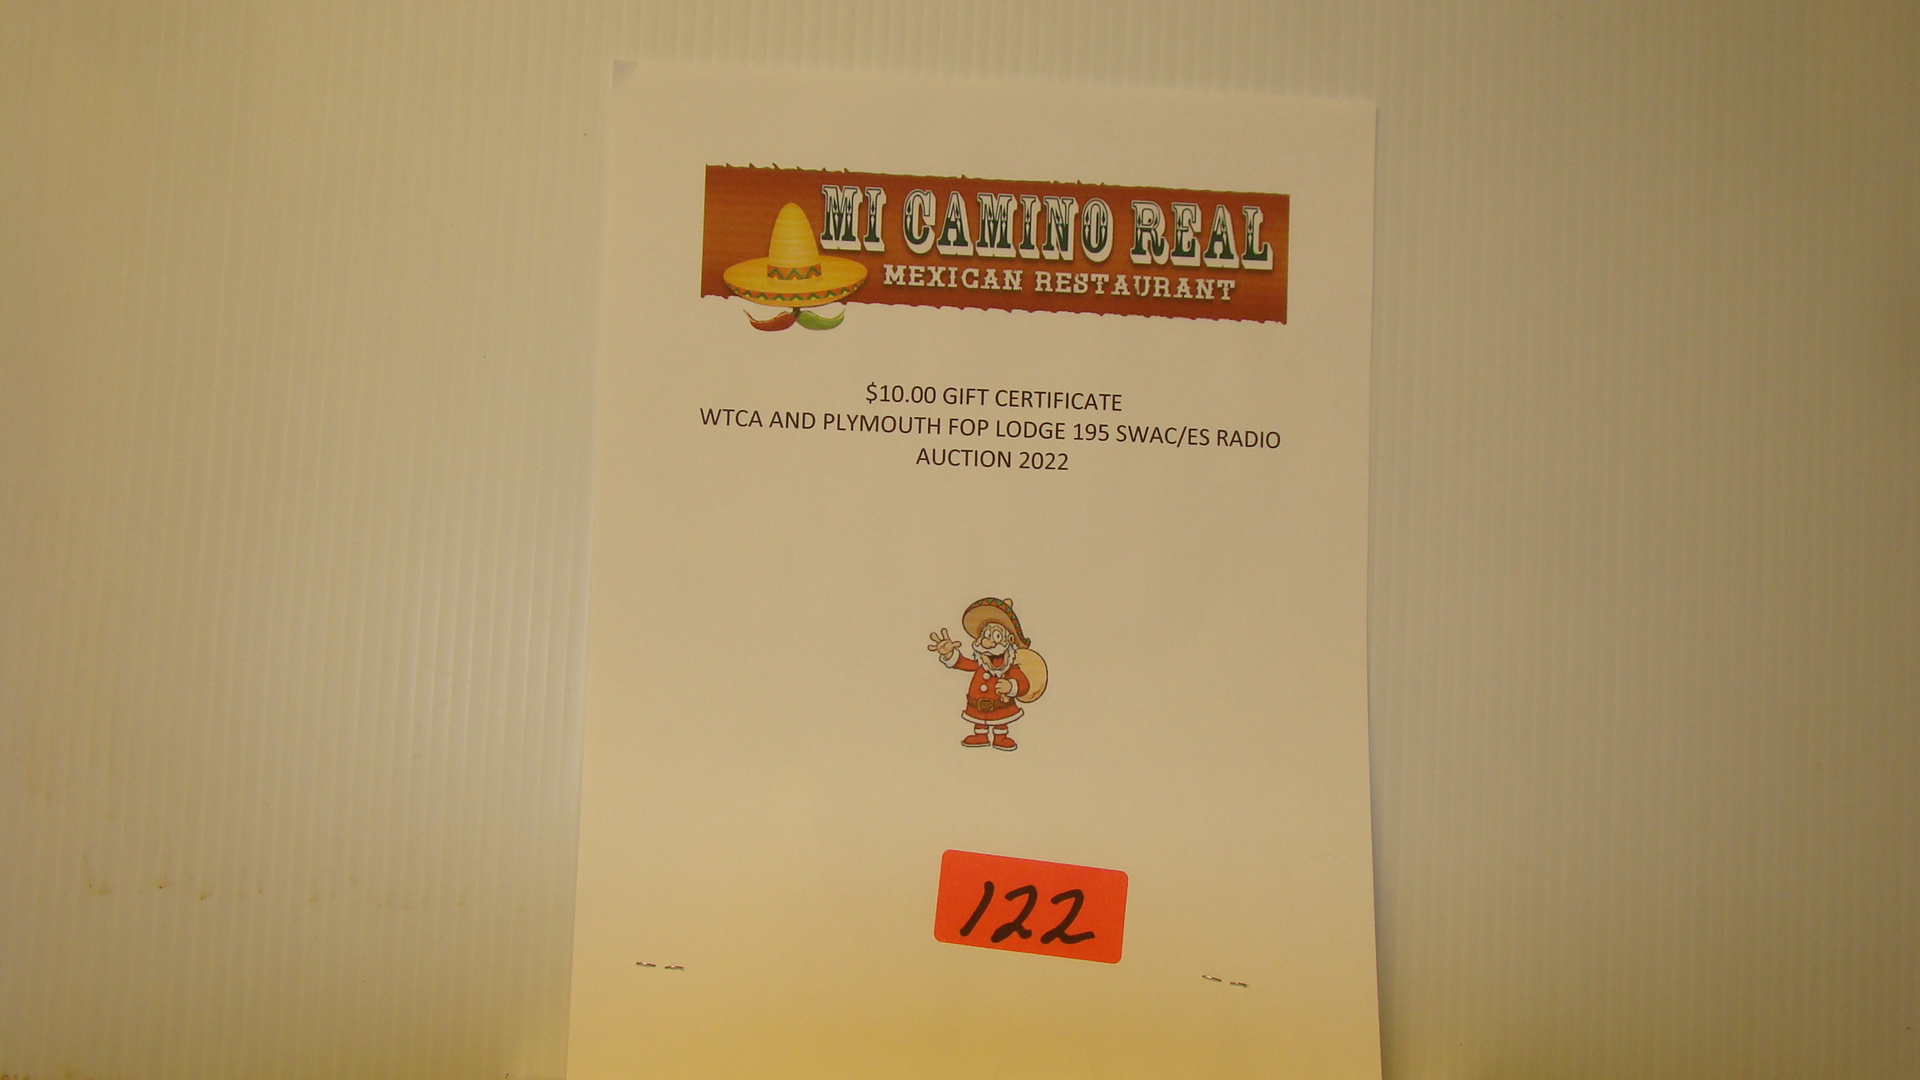 MI CAMINO REAL
MEXICAN RESTAURANT
$10.00 GIFT CERTIFICATE
WTCA AND PLYMOUTH FOP LODGE 195 SWAC/ES RADIO
AUCTION 2022
122